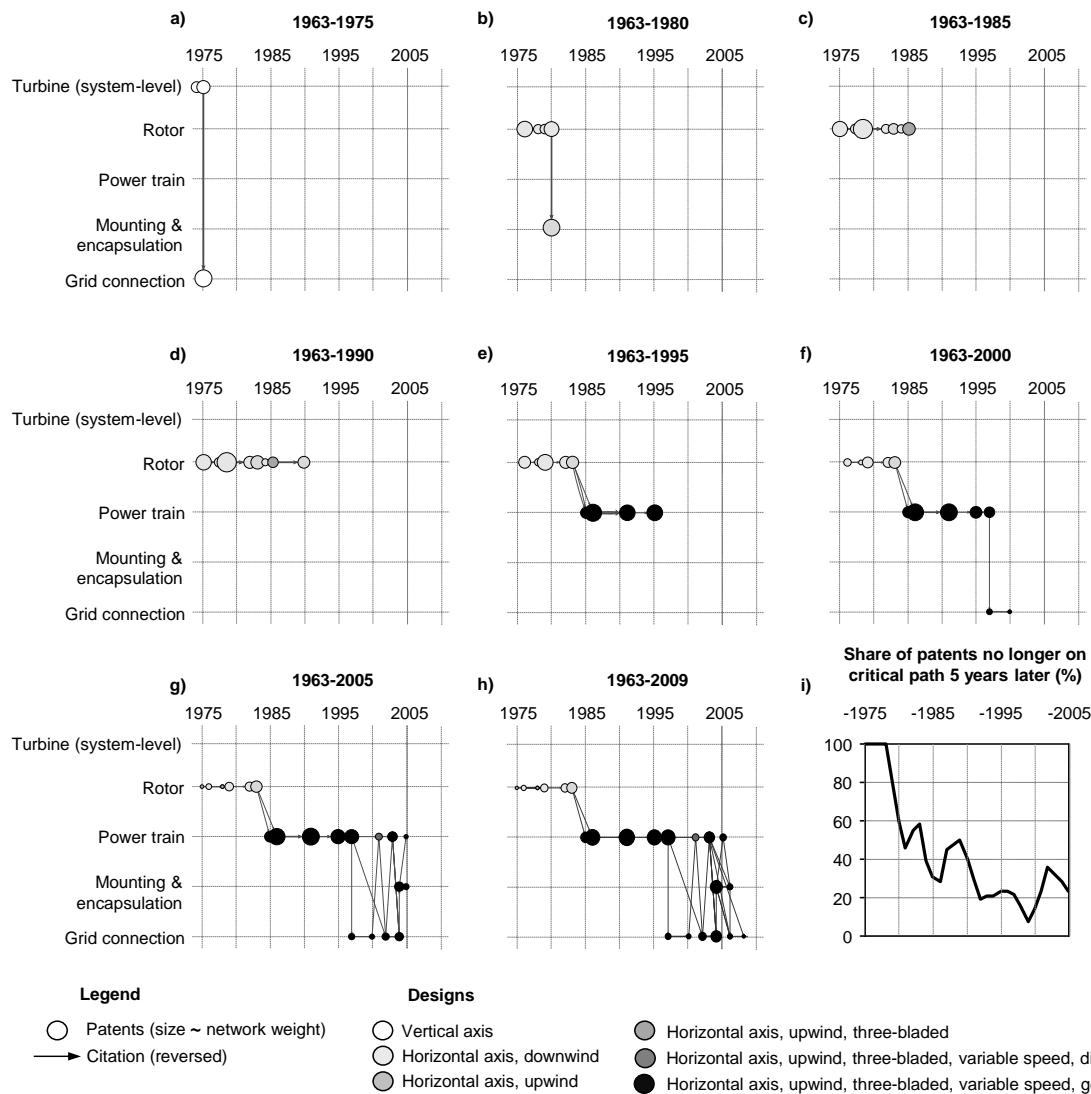 a) 1963-1975
1975 1985 1995 2005
Turbine (system-level)
Rotor
Power train
Mounting &
encapsulation
Grid connection
b) 1963-1980
1975 1985 1995 2005
c) 1963-1985
1975 1985 1995 2005
d) 1963-1990
1975 1985 1995 2005
Turbine (system-level)
Rotor
Power train
Mounting &
encapsulation
Grid connection
e) 1963-1995
1975 1985 1995 2005
f) 1963-2000
1975 1985 1995 2005
g) 1963-2005
1975 1985 1995 2005
Turbine (system-level)
Rotor
Power train
Mounting &
encapsulation
Grid connection
h) 1963-2009
1975 1985 1995 2005
Share of patents no longer on
i) critical path 5 years later (%)
-1975 -1985 -1995 -2005
100
80
60
40
20
0
Legend
Patents (size ~ network weight)
Citation (reversed)
Designs
Vertical axis
Horizontal axis, downwind
Horizontal axis, upwind
Horizontal axis, upwind, three-bladed
Horizontal axis, upwind, three-bladed, variable speed,
Horizontal axis, upwind, three-bladed, variable speed,